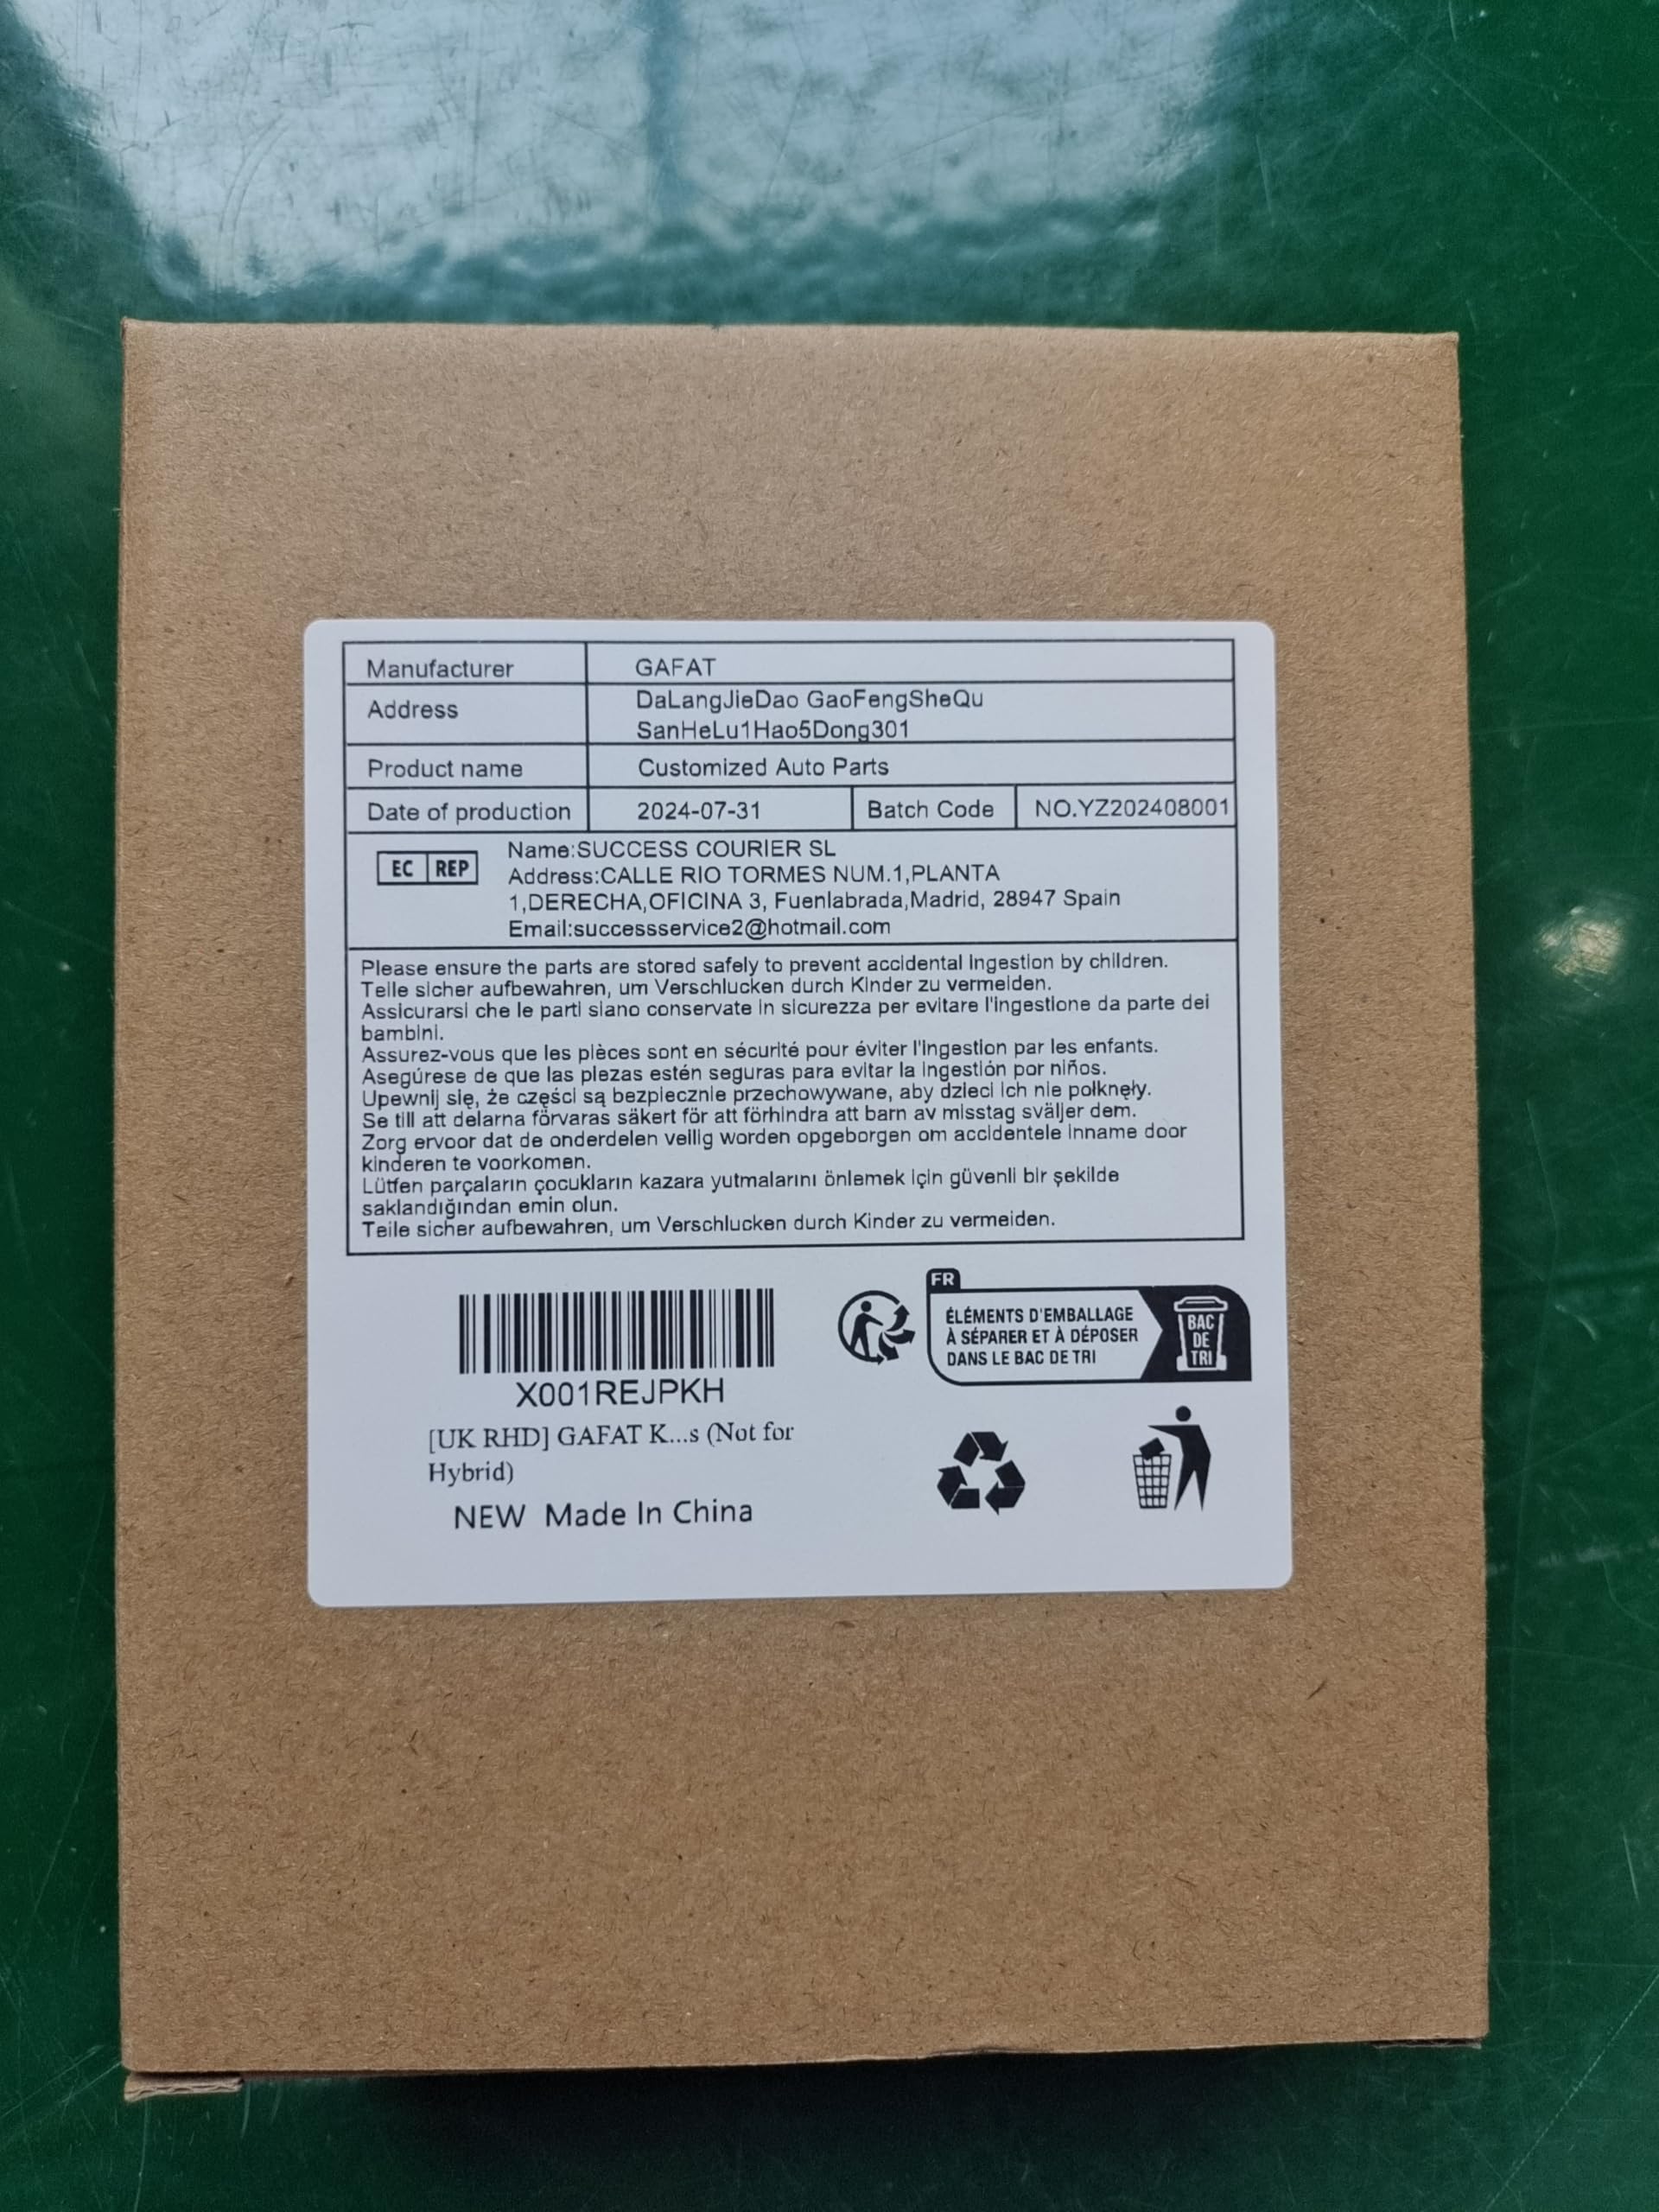 Manufacturer GAFAT
Address DaLangJieDao GaoFengSheQu
SanHeLu1Hao5Dong301
Product name Customized Auto Parts
Date of production 2024-07-31 Batch Code NO.YZ202408001
EC REP
Name:SUCCESS COURIER SL
Address:CALLE RIO TORMES NUM.1,PLANTA
1,DERECHA,OFICINA 3, Fuenlabrada,Madrid, 28947 Spain
Email:successservice2@hotmail.com
Please ensure the parts are stored safely to prevent accidental ingestion by children.
Teile sicher aufbewahren, um Verschlucken durch Kinder zu vermeiden.
Assicurarsi che le parti siano conservate in sicurezza per evitare l'ingestione da parte dei
bambini.
Assurez-vous que les pièces sont en sécurité pour éviter l'ingestion par les enfants.
Asegúrese de que las piezas estén seguras para evitar la ingestión por niños.
Upewnij się, że części są bezpiecznie przechowywane, aby dzieci ich nie połknęły.
Se till att delarna förvaras säkert för att förhindra att barn av misstag sväljer dem.
Zorg ervoor dat de onderdelen veilig worden opgeborgen om accidentele inname door
kinderen te voorkomen.
Lütfen parçaların çocukların kazara yutmalarını önlemek için güvenli bir şekilde
saklandığından emin olun.
Teile sicher aufbewahren, um Verschlucken durch Kinder zu vermeiden.
X001REJPKH
[UK RHD] GAFAT K...s (Not for
Hybrid)
NEW Made In China
FR
ÉLÉMENTS D'EMBALLAGE
À SÉPARER ET À DÉPOSER
DANS LE BAC DE TRI
BAC
DE
TRI